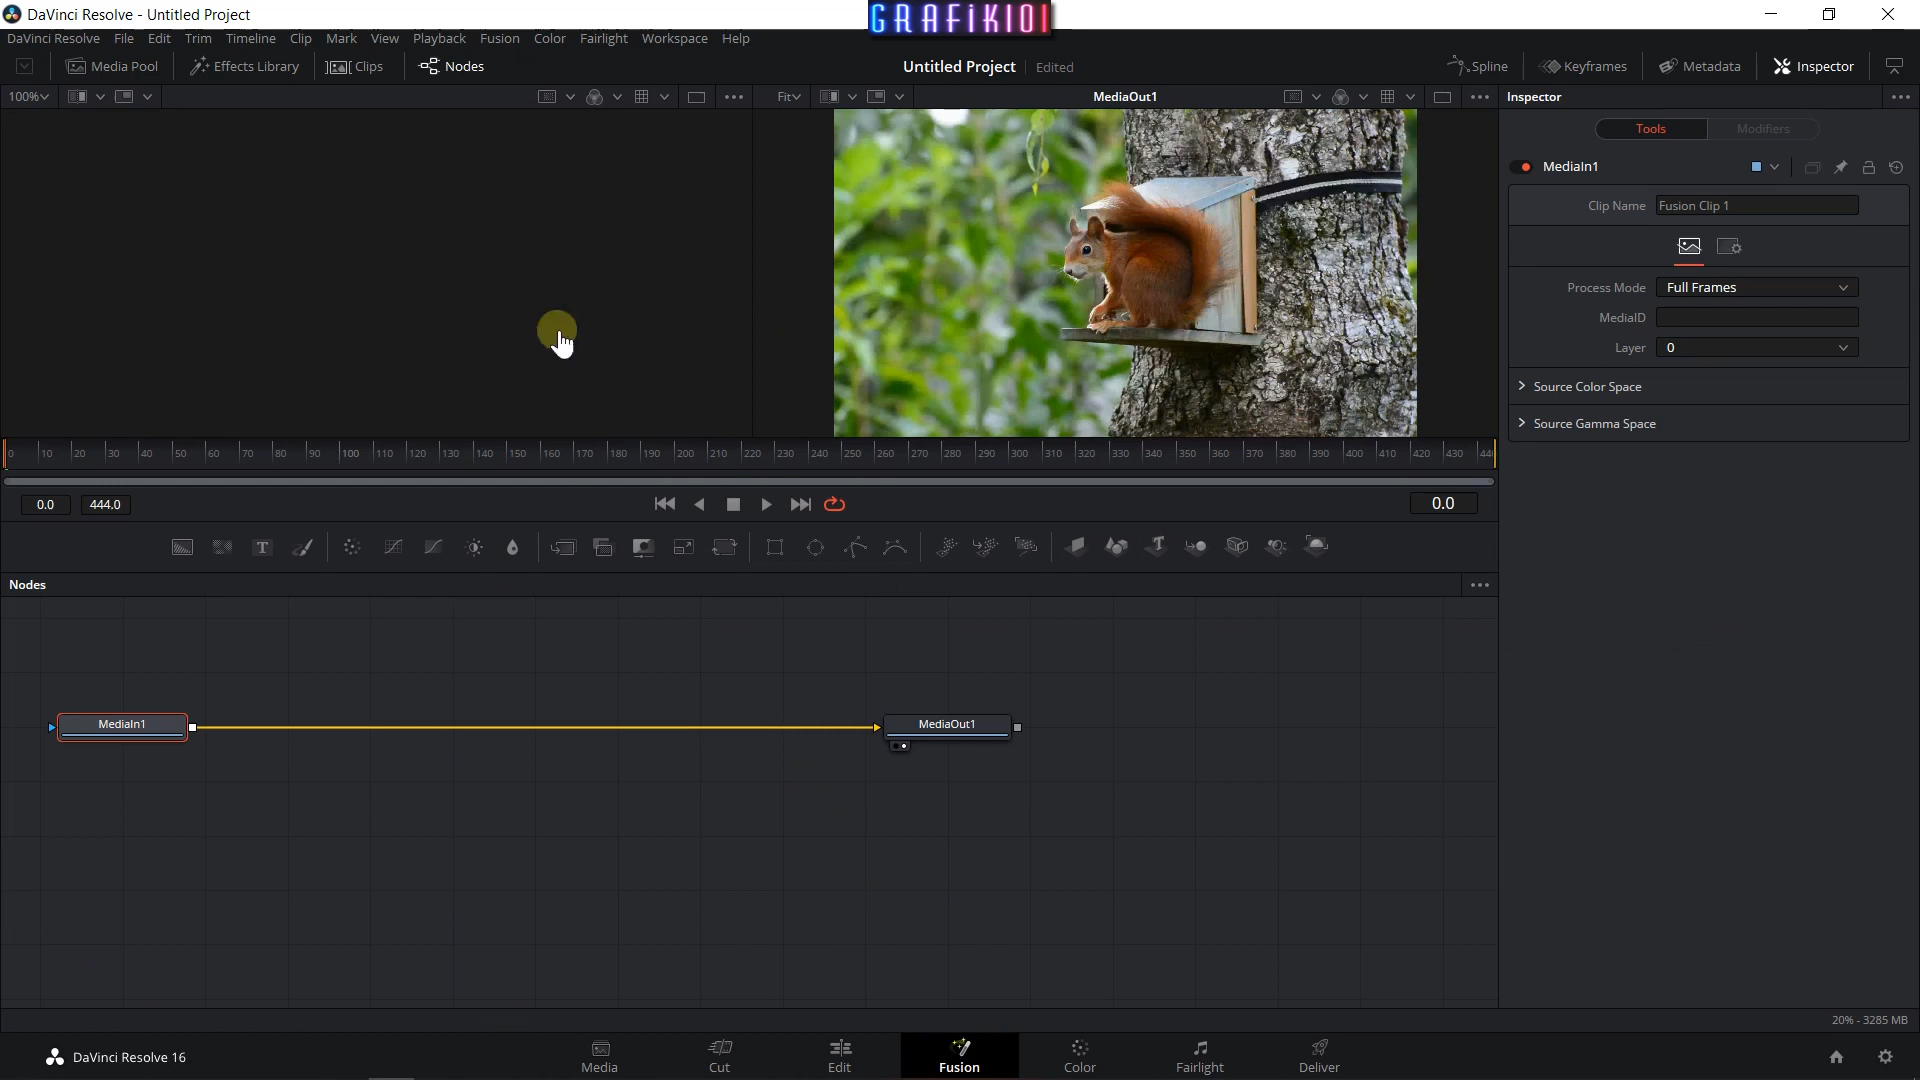 DaVinci Resolve - Untitled Project
GRAFIK101
DaVinci Resolve File Edit Trim Timeline Clip Mark View Playback Fusion Color Fairlight Workspace Help
Media Pool Effects Library Clips Nodes Untitled Project Edited Spline Keyframes Metadata Inspector
100% Fit MediaOut1 Inspector
Tools Modifiers
MediaIn1
Clip Name Fusion Clip 1
Process Mode Full Frames
MediaID
Layer 0
Source Color Space
Source Gamma Space
0 10 20 30 40 50 60 70 80 90 100 110 120 130 140 150 160 170 180 190 200 210 220 230 240 250 260 270 280 290 300 310 320 330 340 350 360 370 380 390 400 410 420 430 44
0.0 444.0 0.0
T T
Nodes
MediaIn1 MediaOut1
20% - 3285 MB
DaVinci Resolve 16 Media Cut Edit Fusion Color Fairlight Deliver